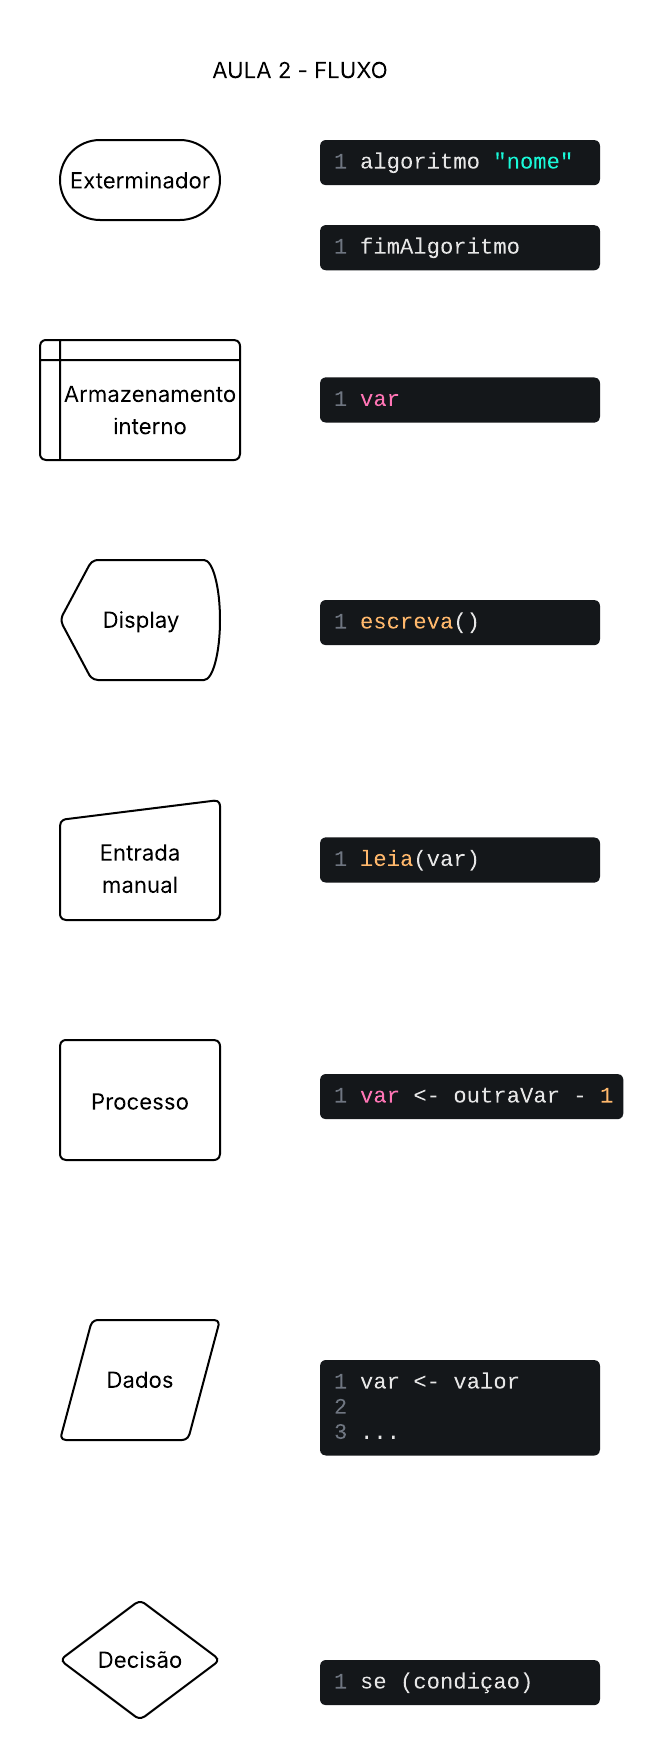 AULA 2 - FLUXO
Exterminador
1 algoritmo "nome"
1 fimAlgoritmo
Armazenamento
interno
1 var
Display
1 escreva()
Entrada
manual
1 leia(var)
Processo
1 var <- outraVar - 1
Dados
1 var <- valor
2
3 ...
Decisão
1 se (condiçao)